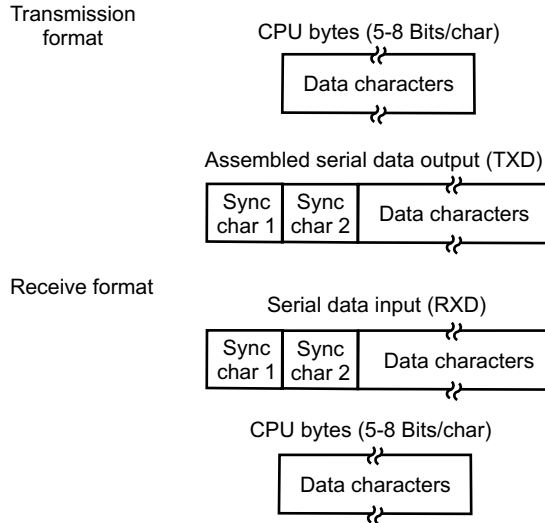 Transmission
format
CPU bytes (5-8 Bits/char)
Data characters
Assembled serial data output (TXD)
Sync
char 1
Sync
char 2
Data characters
Receive format
Serial data input (RXD)
Sync
char 1
Sync
char 2
Data characters
CPU bytes (5-8 Bits/char)
Data characters